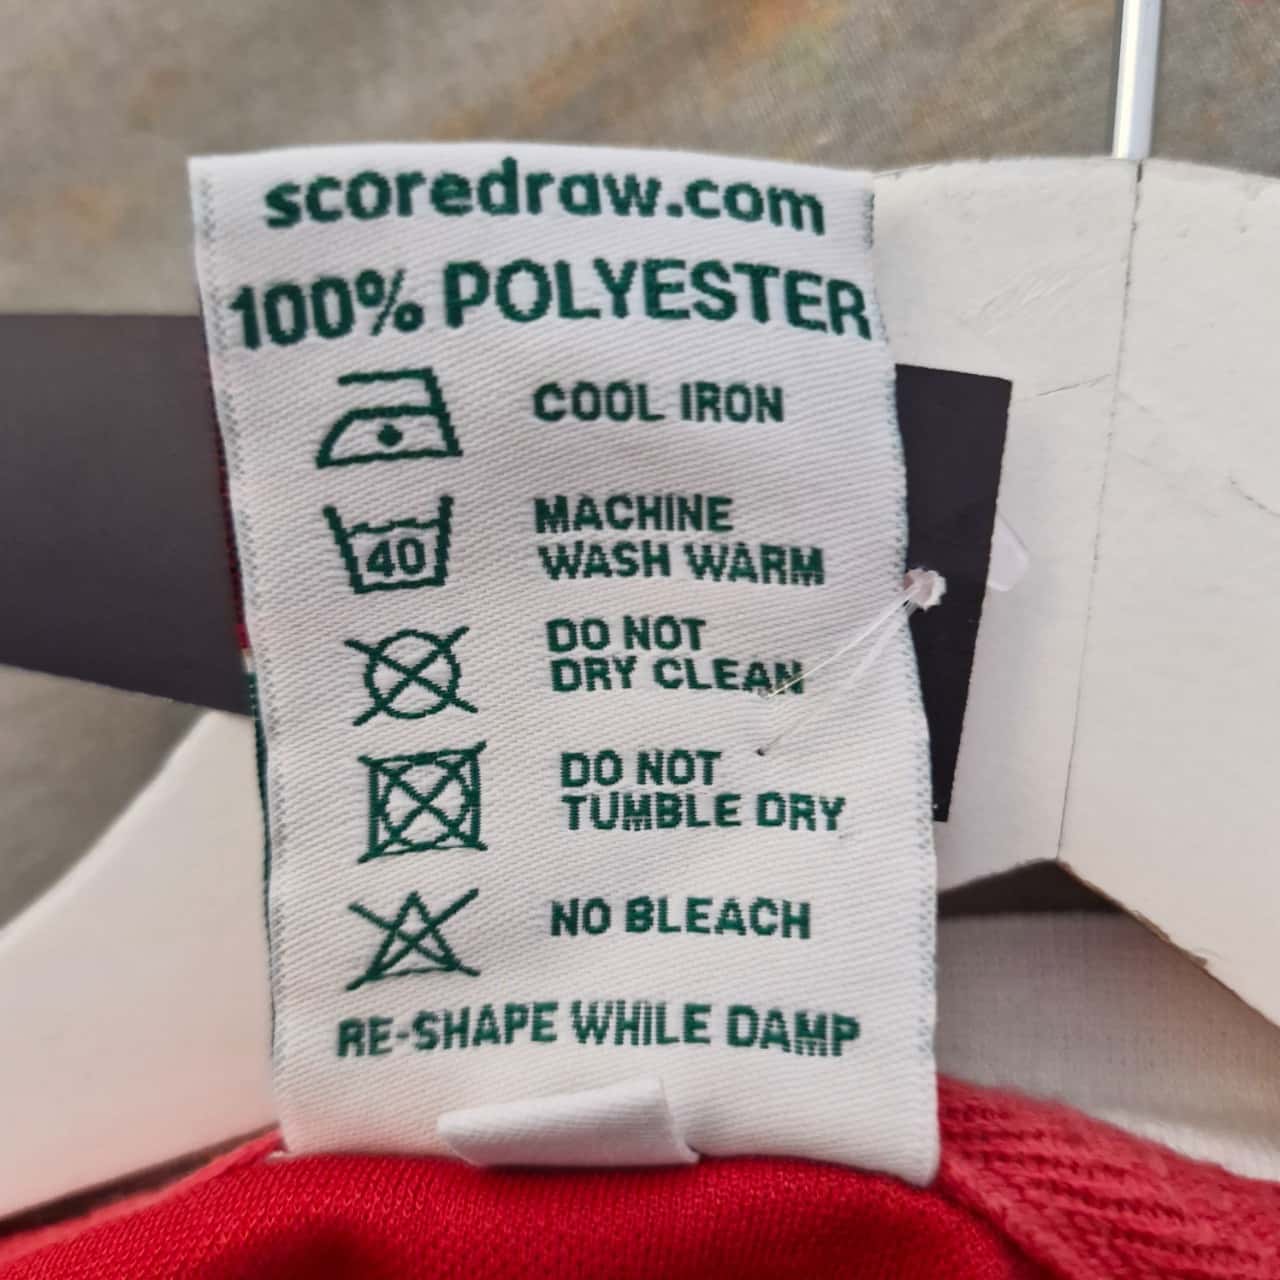 scoredraw.com
100% POLYESTER
COOL IRON
40
MACHINE
WASH WARM
DO NOT
DRY CLEAN
DO NOT
TUMBLE DRY
NO BLEACH
RE-SHAPE WHILE DAMP